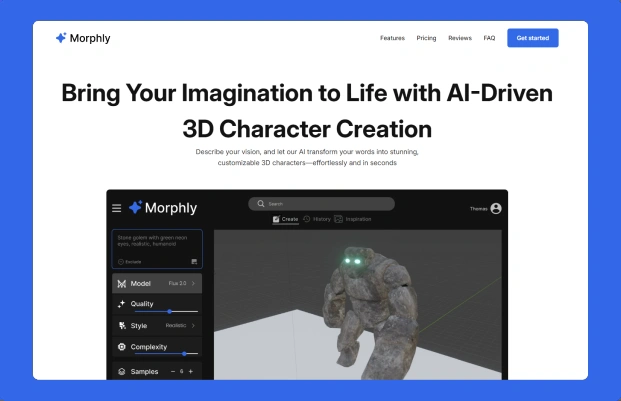 Morphly
Features
Pricing
Reviews
FAQ
Get started
Bring Your Imagination to Life with AI-Driven
3D Character Creation
Describe your vision, and let our AI transform your words into stunning,
customizable 3D characters—effortlessly and in seconds
Morphly
Search
Thomas
Create
History
Inspiration
Stone golem with green neon
eyes, realistic, humanoid
Exclude
Model
Flux 2.0
Quality
Style
Realistic
Complexity
Samples
− 6 +